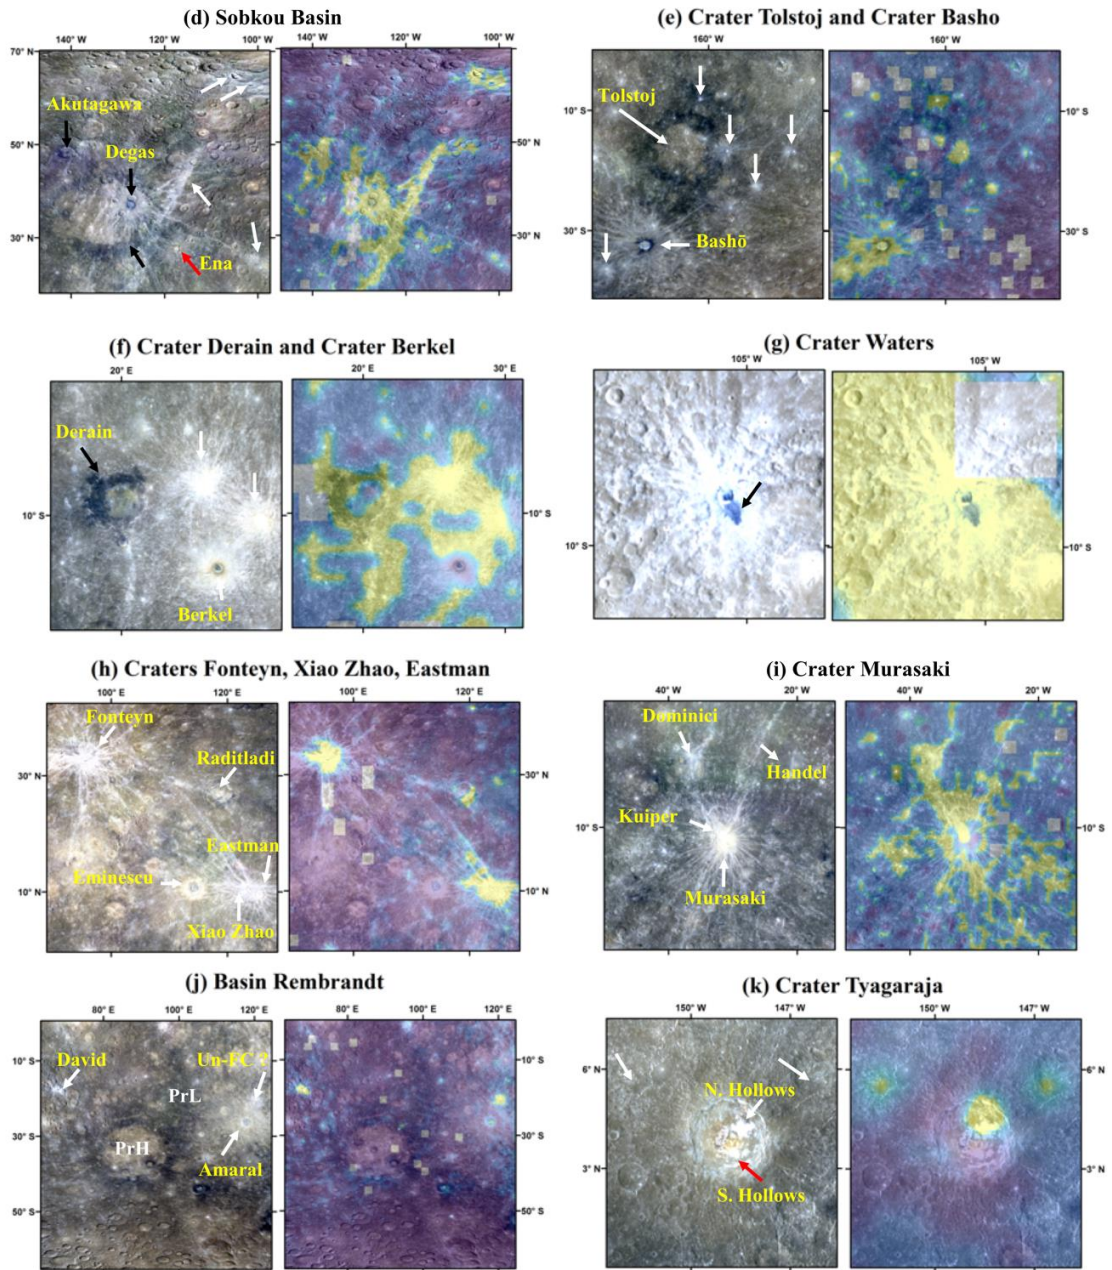 (d) Sobkou Basin
140° W 120° W 100° W 140° W 120° W 100° W
70° N
Akutagawa
Degas
50° N 50° N
30° N 30° N
Ena
(e) Crater Tolstoj and Crater Basho
160° W 160° W
10° S 10° S
Tolstoj
30° S 30° S
Bashō
(f) Crater Derain and Crater Berkel
20° E 20° E 30° E
Derain
10° S 10° S
Berkel
20° E 20° E 30° E
(g) Crater Waters
105° W 105° W
10° S 10° S
(h) Craters Fonteyn, Xiao Zhao, Eastman
100° E 120° E 100° E 120° E
Fonteyn
30° N 30° N
Raditladi
Eastman
Eminescu
10° N 10° N
Xiao Zhao
(i) Crater Murasaki
40° W 20° W 40° W 20° W
Dominici
Handel
Kuiper
10° S 10° S
Murasaki
(j) Basin Rembrandt
80° E 100° E 120° E 80° E 100° E 120° E
10° S 10° S
David Un-FC ?
PrL
30° S 30° S
PrH
Amaral
50° S 50° S
(k) Crater Tyagaraja
150° W 147° W 150° W 147° W
6° N 6° N
N. Hollows
3° N 3° N
S. Hollows